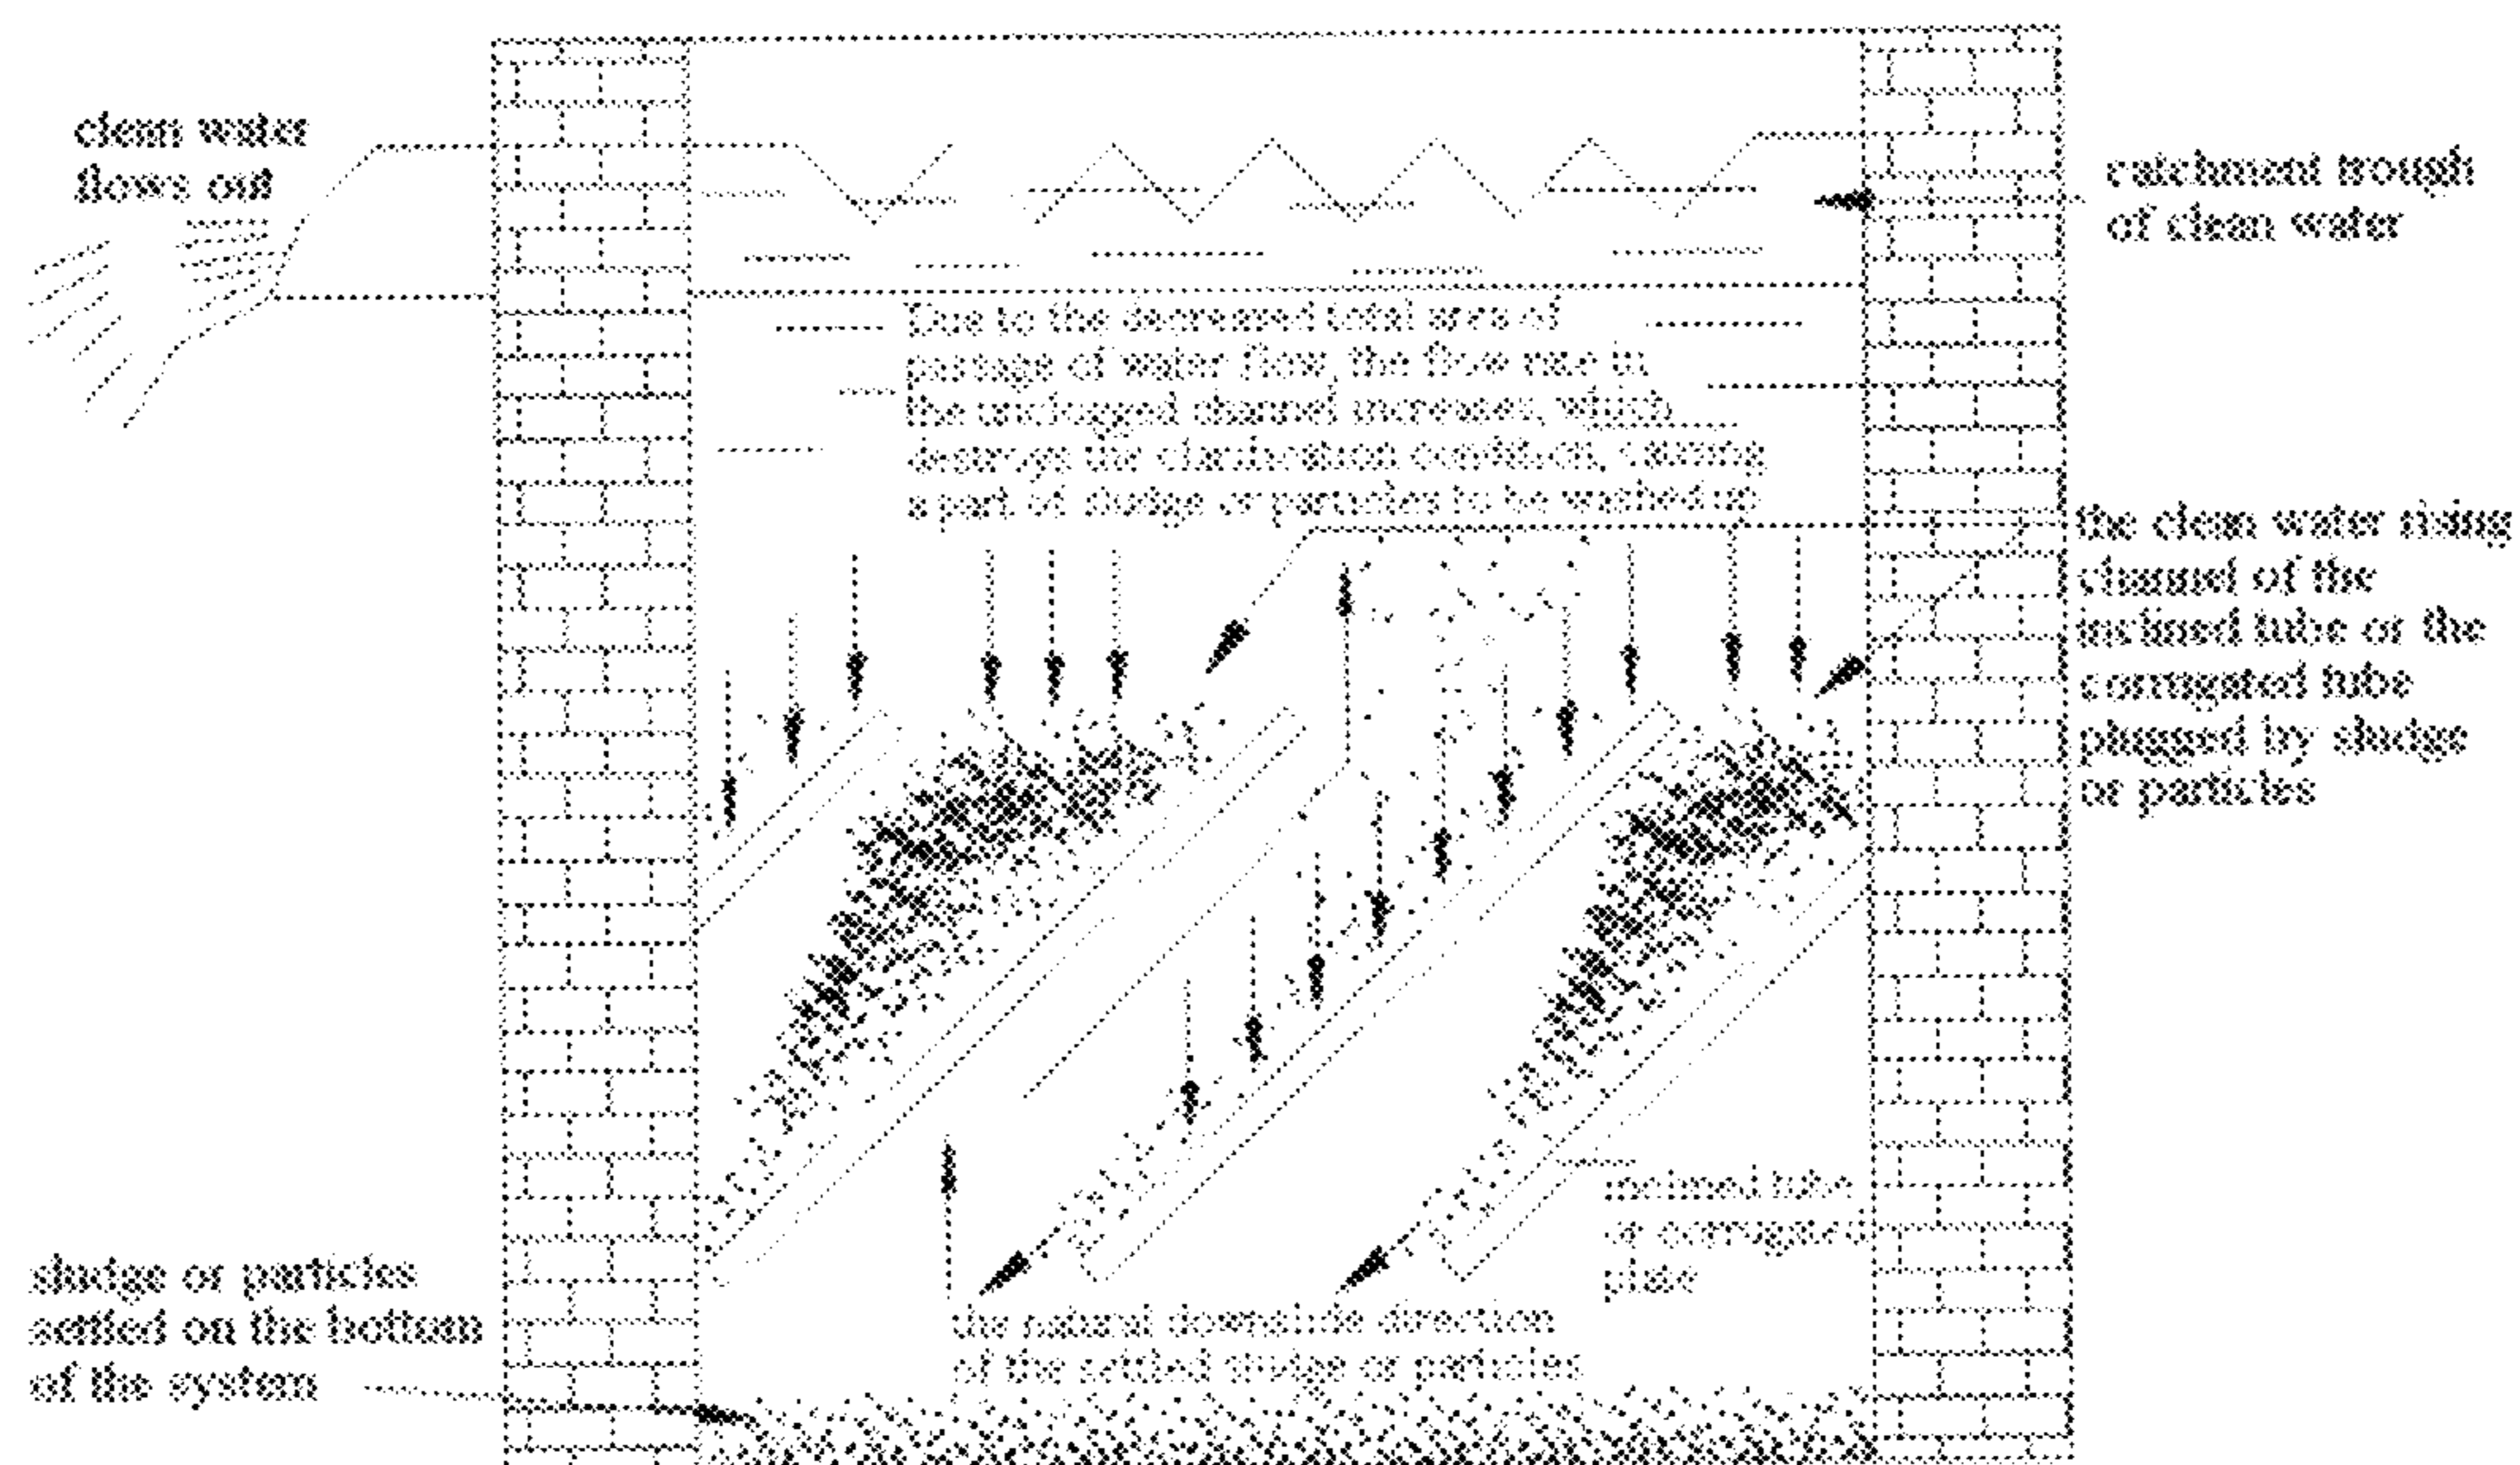 clean water
flows out
catchment trough
of clean water
Due to the decreased total area of
passage of water flow, the flow rate in
the unclogged channel increases, which
destroys the clarification condition, causing
a part of sludge or particles to be washed up
the clean water rising
channel of the
inclined tube or the
corrugated tube
plugged by sludge
or particles
inclined tube
or corrugated
plate
sludge or particles
settled on the bottom
of the system
the natural downslide direction
of the settled sludge or particles